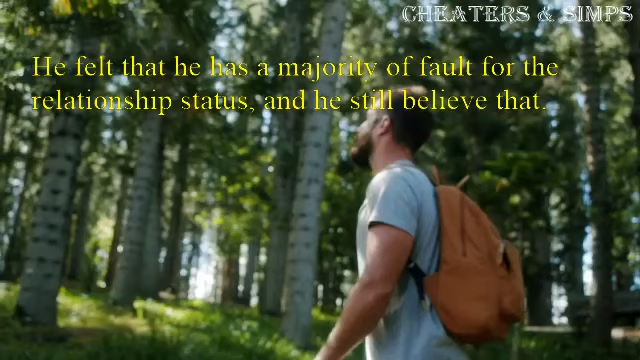 CHEATERS & SIMPS
He felt that he has a majority of fault for the
relationship status, and he still believe that.